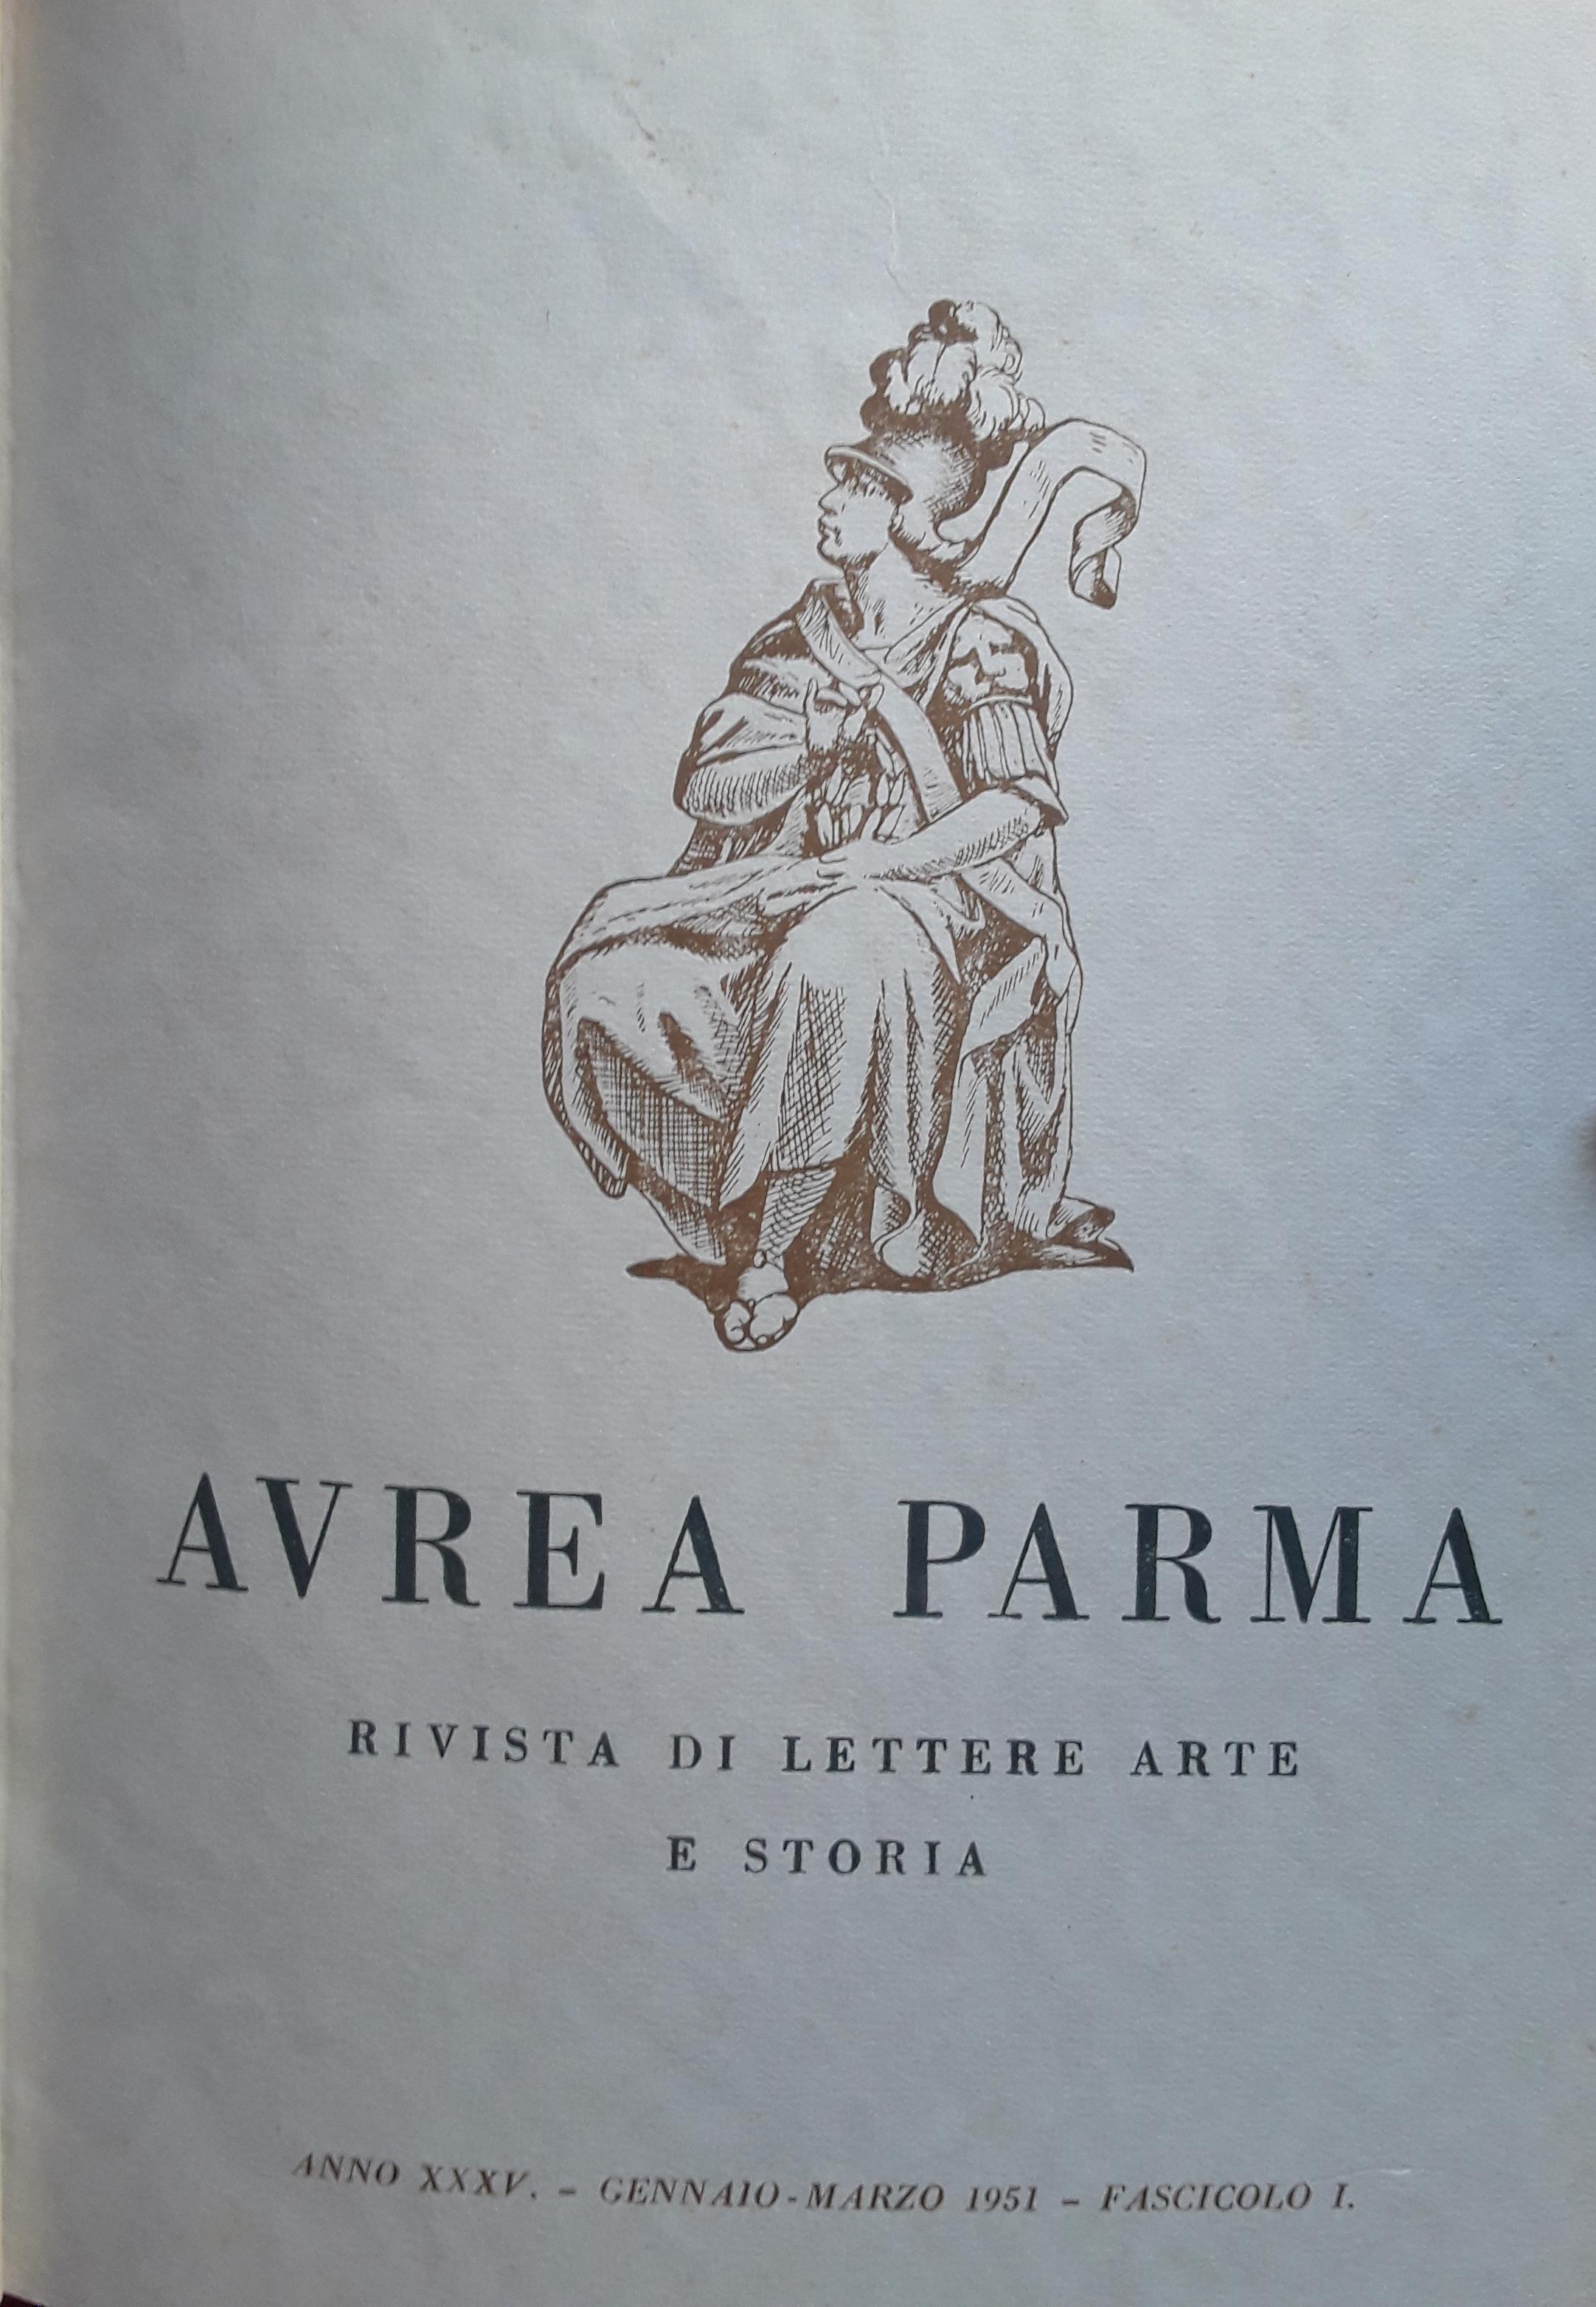 AVREA PARMA
RIVISTA DI LETTERE ARTE
E STORIA
ANNO XXXV. - GENNAIO-MARZO 1951 - FASCICOLO I.